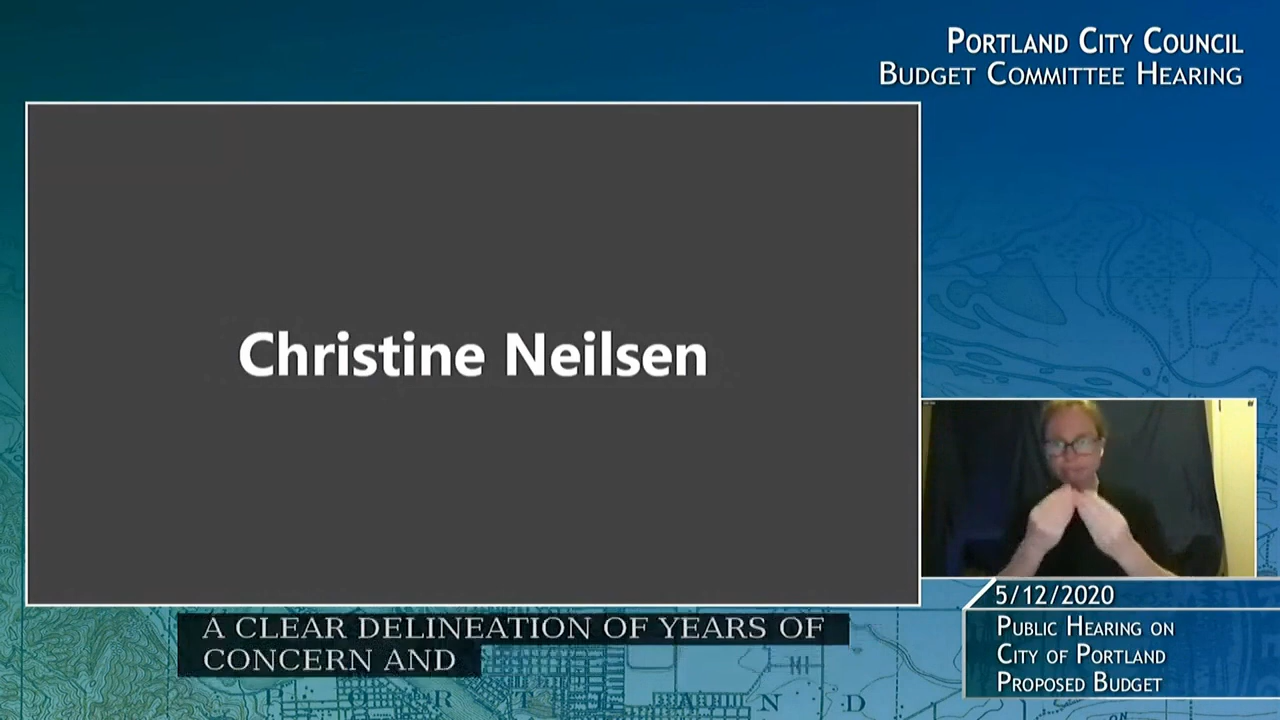 PORTLAND CITY COUNCIL
BUDGET COMMITTEE HEARING
Christine Neilsen
5/12/2020
PUBLIC HEARING ON
CITY OF PORTLAND
PROPOSED BUDGET
A CLEAR DELINEATION OF YEARS OF
CONCERN AND